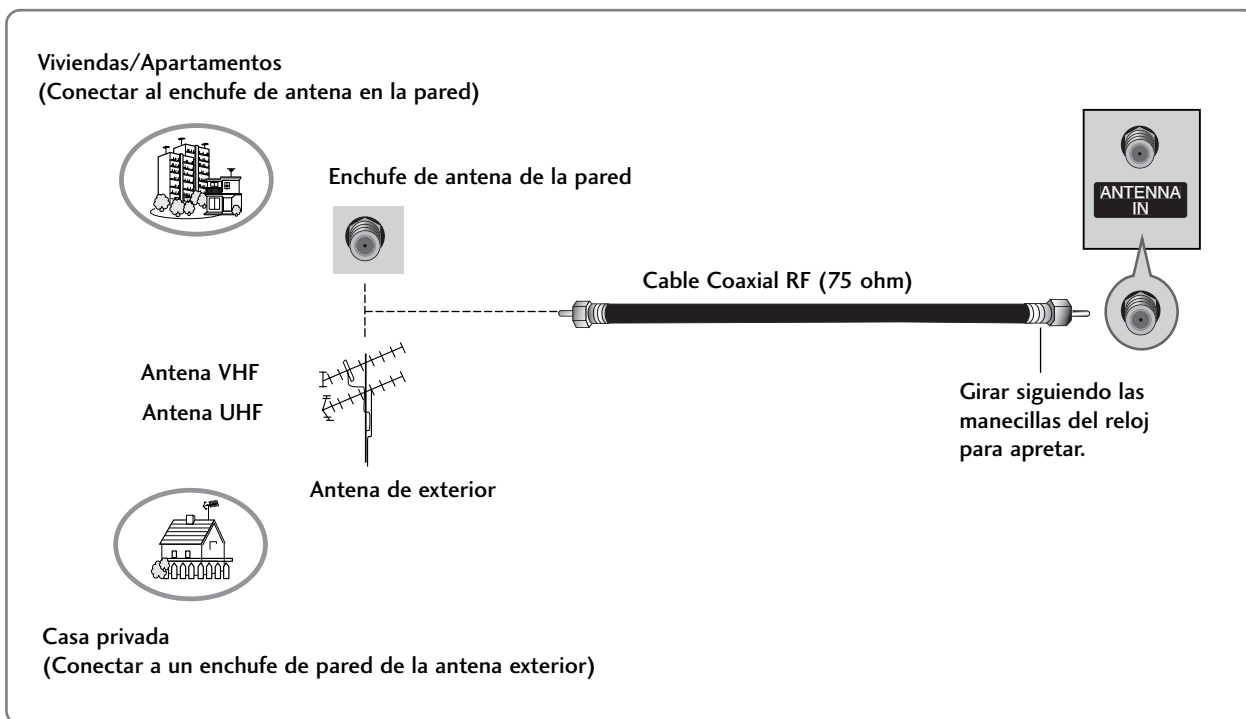 Viviendas/Apartamentos
(Conectar al enchufe de antena en la pared)
Enchufe de antena de la pared
ANTENNA
IN
Cable Coaxial RF (75 ohm)
Antena VHF
Antena UHF
Girar siguiendo las
manecillas del reloj
para apretar.
Antena de exterior
Casa privada
(Conectar a un enchufe de pared de la antena exterior)